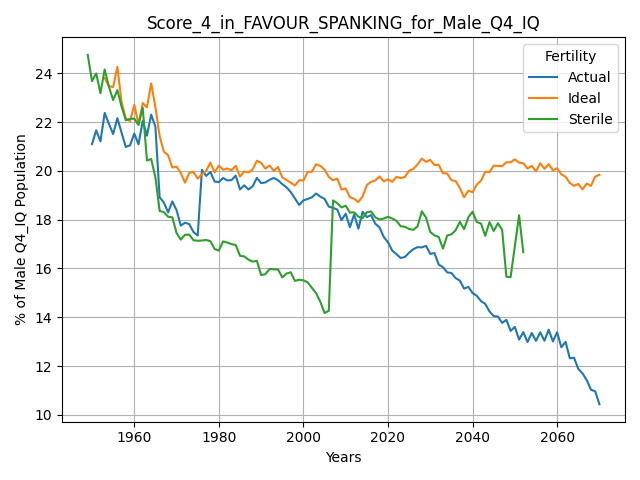 Score_4_in_FAVOUR_SPANKING_for_Male_Q4_IQ
% of Male Q4_IQ Population
24
22
20
18
16
14
12
10
Fertility
Actual
Ideal
Sterile
1960 1980 2000 2020 2040 2060
Years